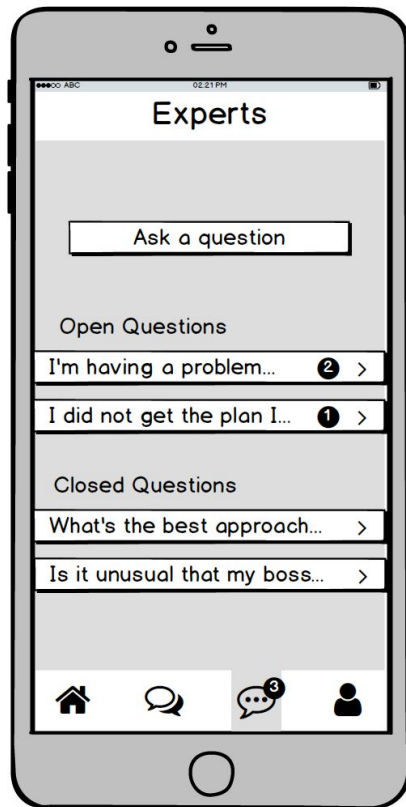 ABC 02:21 PM
Experts
Ask a question
Open Questions
I'm having a problem... 2 >
I did not get the plan I... 1 >
Closed Questions
What's the best approach... >
Is it unusual that my boss... >
3